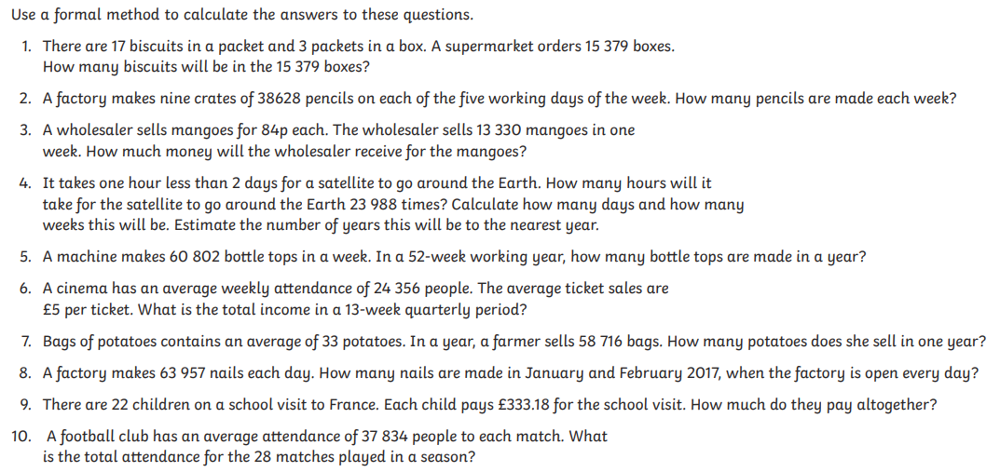 Use a formal method to calculate the answers to these questions.
1. There are 17 biscuits in a packet and 3 packets in a box. A supermarket orders 15 379 boxes.
How many biscuits will be in the 15 379 boxes?
2. A factory makes nine crates of 38628 pencils on each of the five working days of the week. How many pencils are made each week?
3. A wholesaler sells mangoes for 84p each. The wholesaler sells 13 330 mangoes in one
week. How much money will the wholesaler receive for the mangoes?
4. It takes one hour less than 2 days for a satellite to go around the Earth. How many hours will it
take for the satellite to go around the Earth 23 988 times? Calculate how many days and how many
weeks this will be. Estimate the number of years this will be to the nearest year.
5. A machine makes 60 802 bottle tops in a week. In a 52-week working year, how many bottle tops are made in a year?
6. A cinema has an average weekly attendance of 24 356 people. The average ticket sales are
£5 per ticket. What is the total income in a 13-week quarterly period?
7. Bags of potatoes contains an average of 33 potatoes. In a year, a farmer sells 58 716 bags. How many potatoes does she sell in one year?
8. A factory makes 63 957 nails each day. How many nails are made in January and February 2017, when the factory is open every day?
9. There are 22 children on a school visit to France. Each child pays £333.18 for the school visit. How much do they pay altogether?
10. A football club has an average attendance of 37 834 people to each match. What
is the total attendance for the 28 matches played in a season?